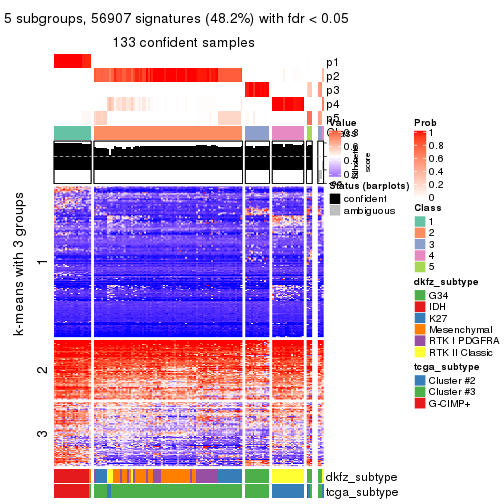 5 subgroups, 56907 signatures (48.2%) with fdr < 0.05
133 confident samples
p1
p2
p3
p4
p5
k-means with 3 groups
1
2
3
dkfz_subtype
tcga_subtype
Value
score
Status (barplots)
confident
ambiguous
Prob
1
0.8
0.6
0.4
0.2
0
Class
1
2
3
4
5
dkfz_subtype
G34
IDH
K27
Mesenchymal
RTK I PDGFRA
RTK II Classic
tcga_subtype
Cluster #2
Cluster #3
G-CIMP+